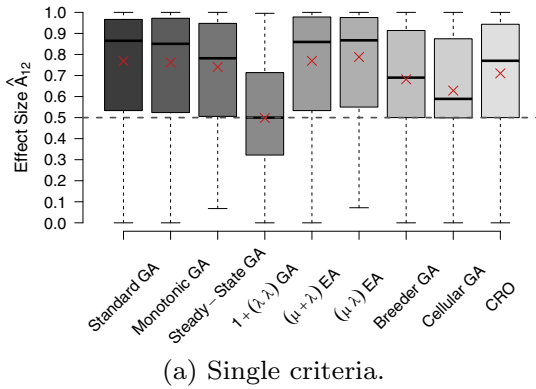 Effect Size Â12
1.0
0.9
0.8
0.7
0.6
0.5
0.4
0.3
0.2
0.1
0.0
Standard GA
Monotonic GA
Steady−State GA
1+(λ λ) GA
(μ+λ) EA
(μ λ) EA
Breeder GA
Cellular GA
CRO
(a) Single criteria.